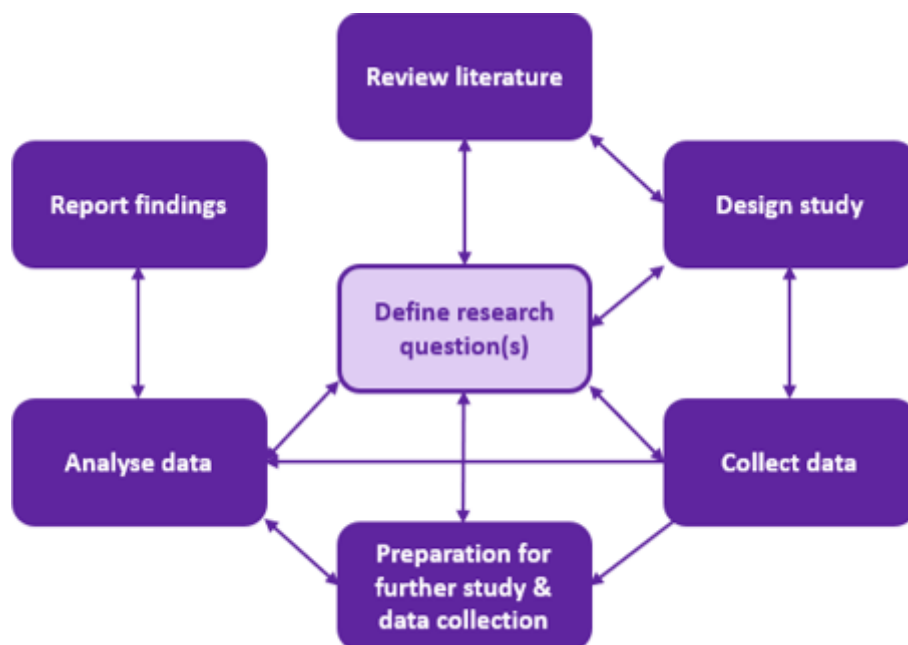 Review literature
Report findings
Design study
Define research
question(s)
Analyse data
Collect data
Preparation for
further study &
data collection